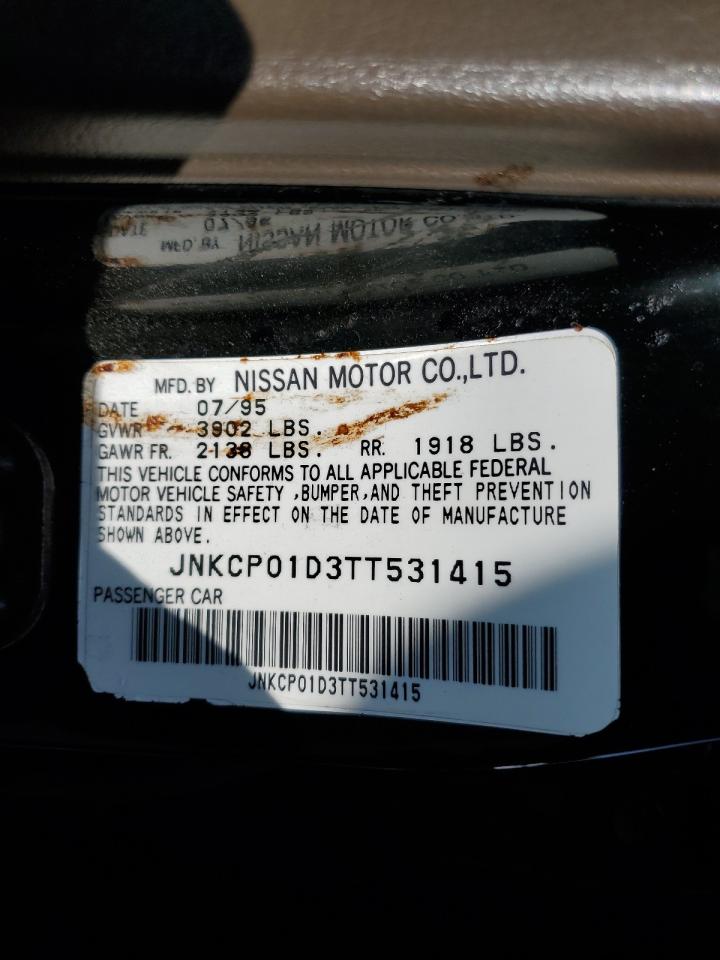 MFD. BY NISSAN MOTOR CO.,LTD.
DATE 07/95
GVWR 3902 LBS.
GAWR FR. 2138 LBS. RR. 1918 LBS.
THIS VEHICLE CONFORMS TO ALL APPLICABLE FEDERAL
MOTOR VEHICLE SAFETY ,BUMPER,AND THEFT PREVENTION
STANDARDS IN EFFECT ON THE DATE OF MANUFACTURE
SHOWN ABOVE.
JNKCP01D3TT531415
PASSENGER CAR
JNKCP01D3TT531415